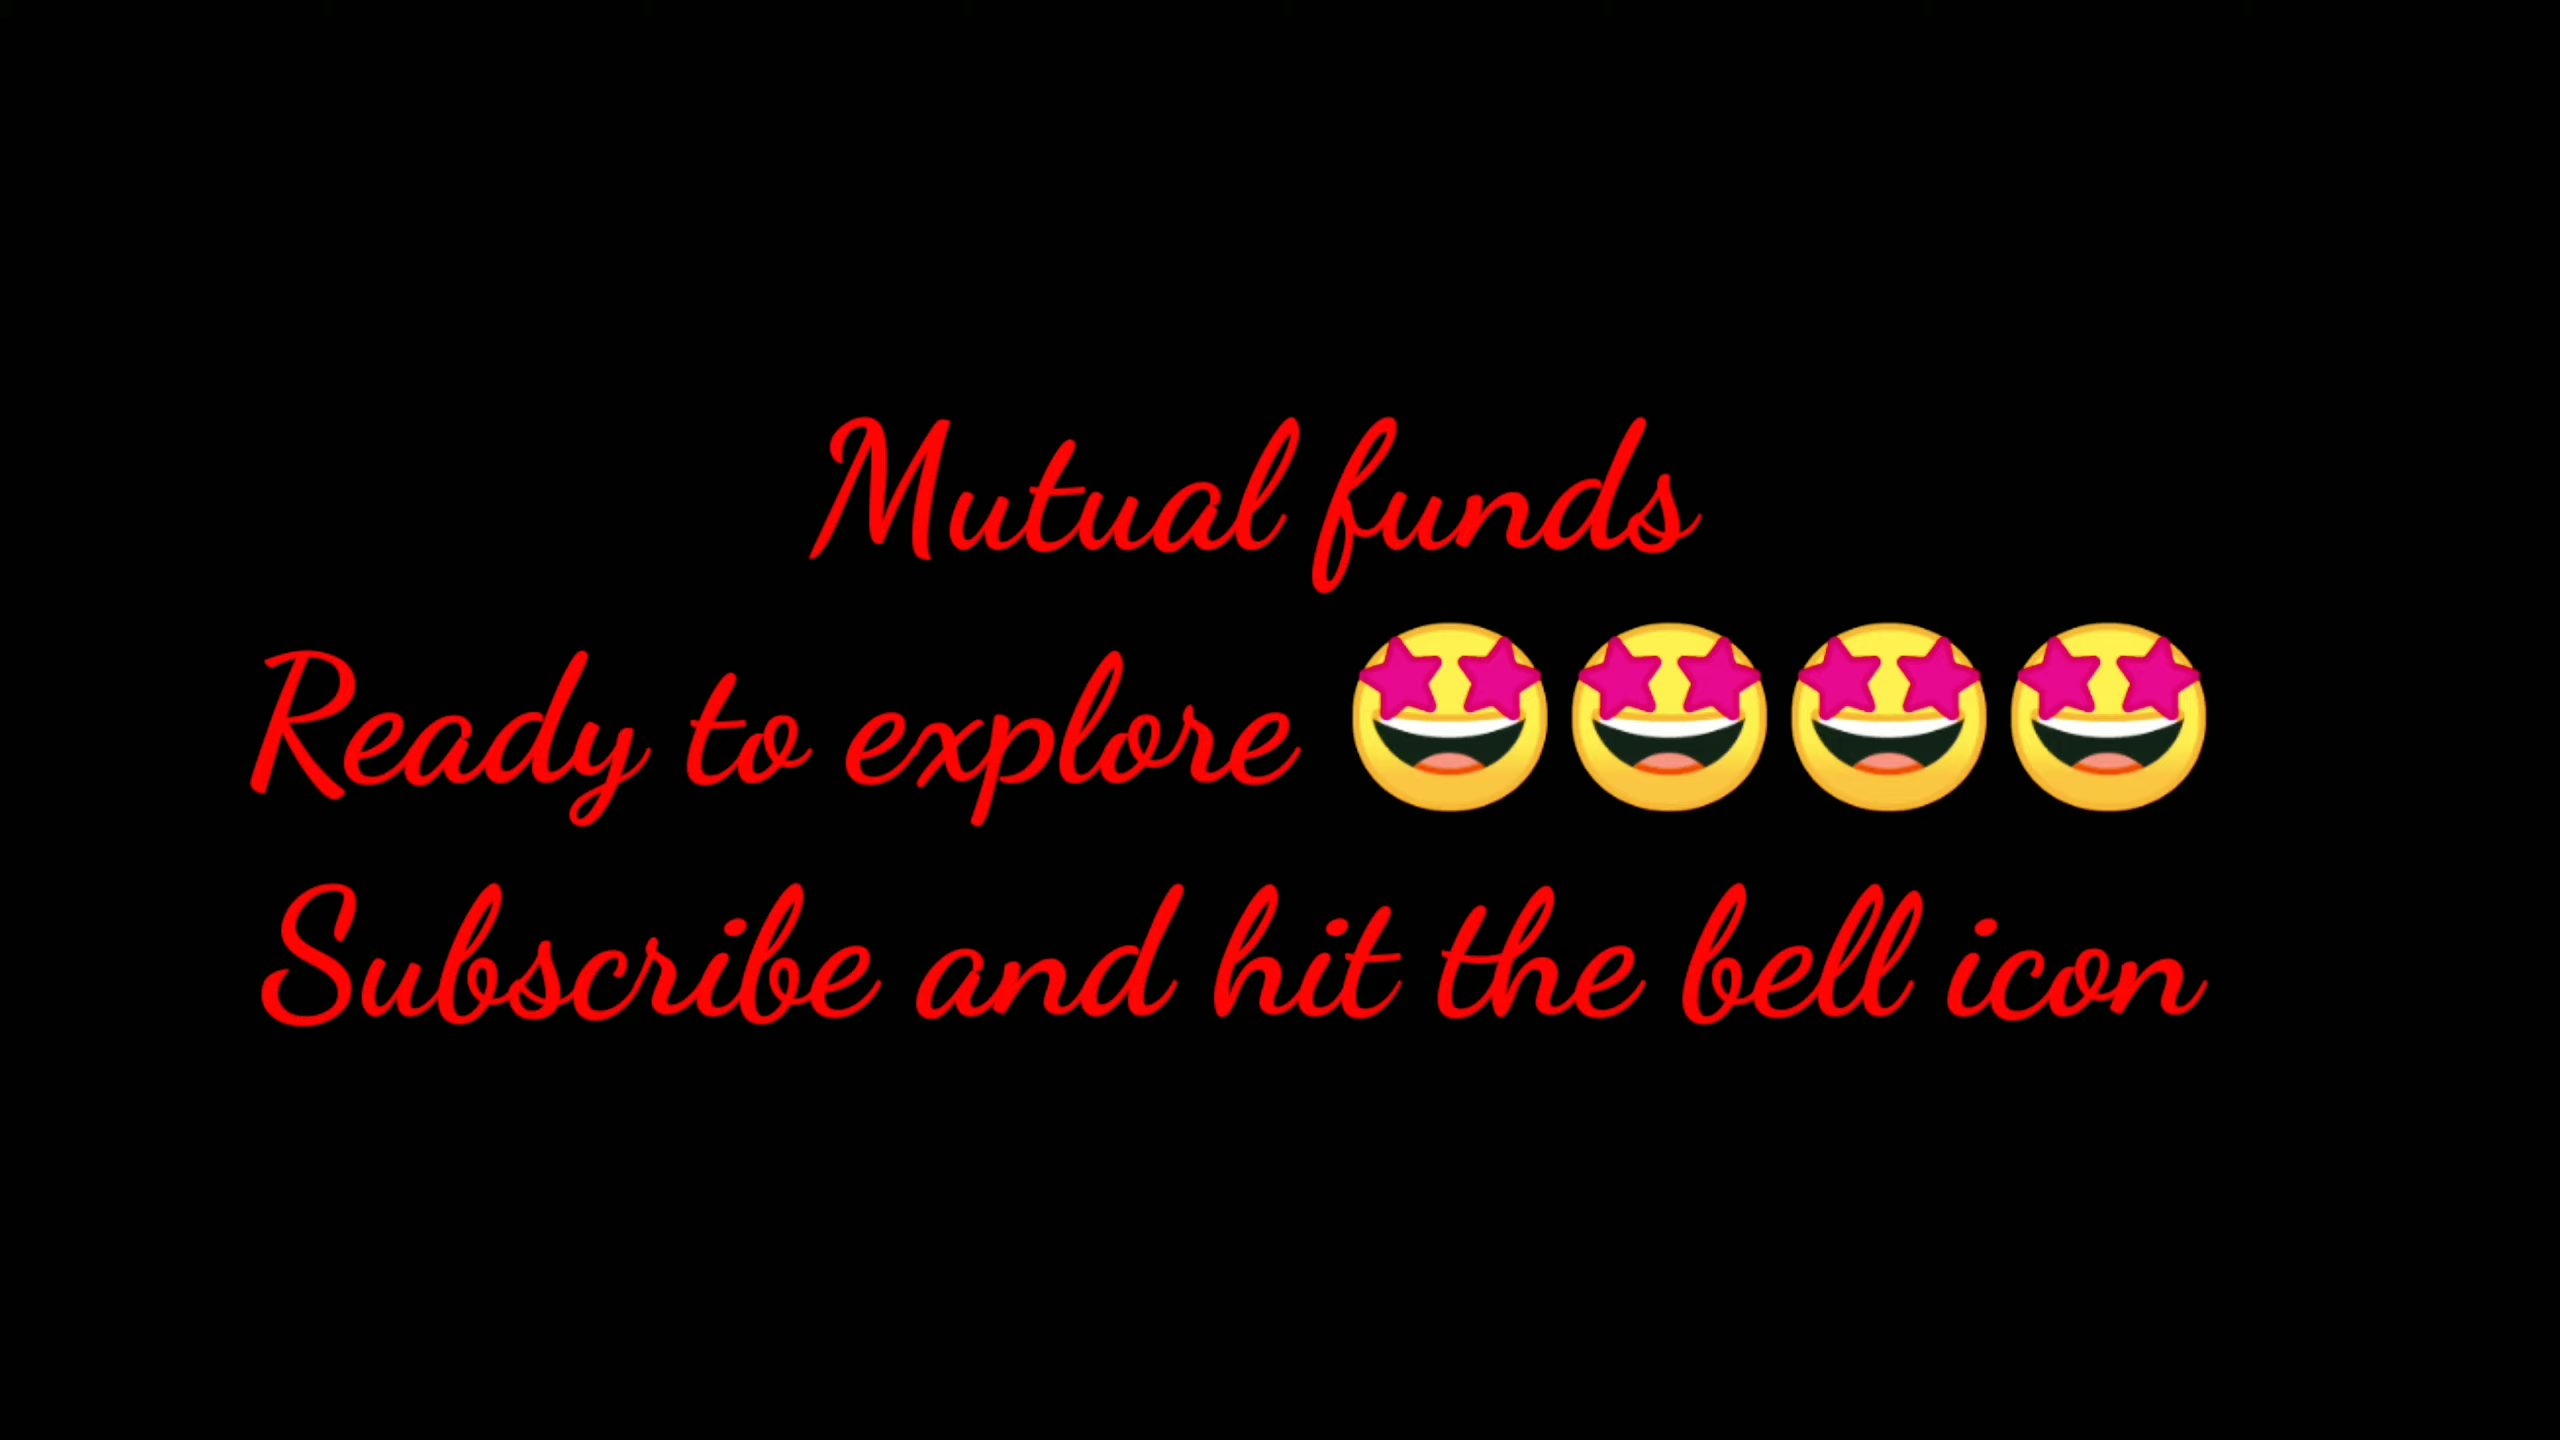 Mutual funds
Ready to explore 🤩🤩🤩🤩
Subscribe and hit the bell icon